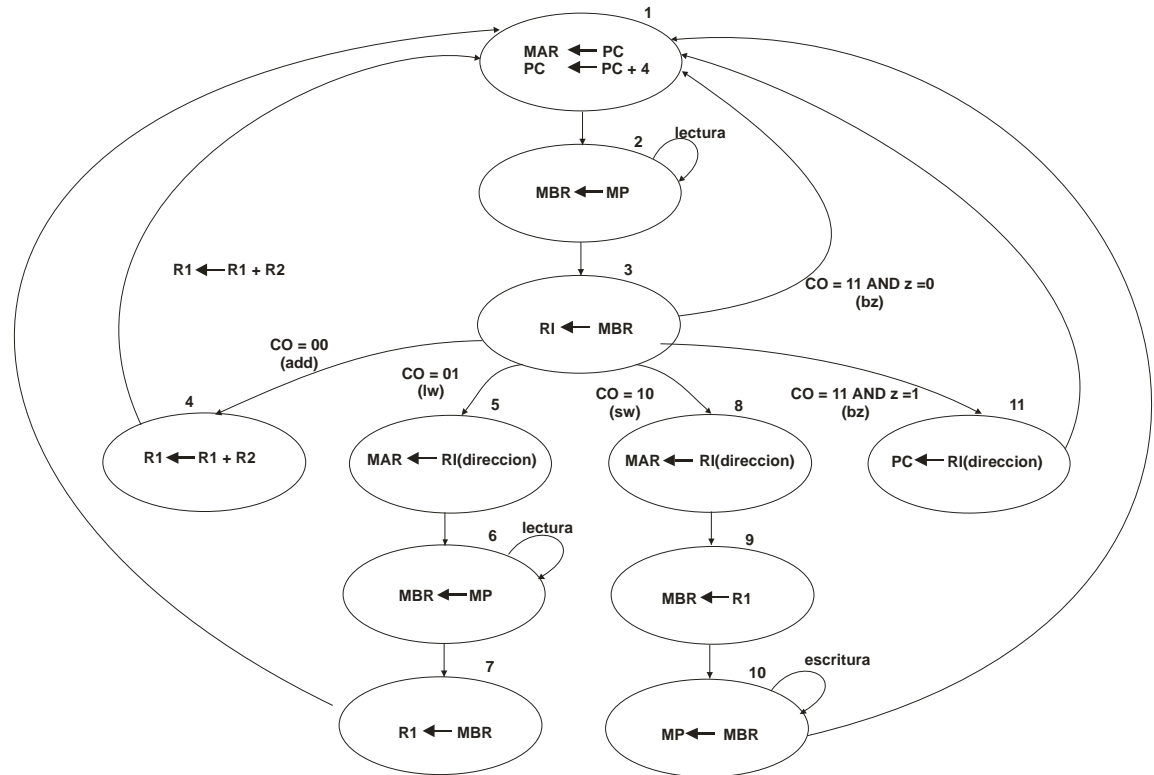 1
MAR ← PC
PC ← PC + 4
2
lectura
MBR ← MP
3
RI ← MBR
R1 ← R1 + R2
CO = 11 AND z =0
(bz)
CO = 00
(add)
CO = 01
(lw)
CO = 10
(sw)
CO = 11 AND z =1
(bz)
4
R1 ← R1 + R2
5
MAR ← RI(direccion)
8
MAR ← RI(direccion)
11
PC ← RI(direccion)
6
lectura
MBR ← MP
9
MBR ← R1
7
R1 ← MBR
10
escritura
MP ← MBR